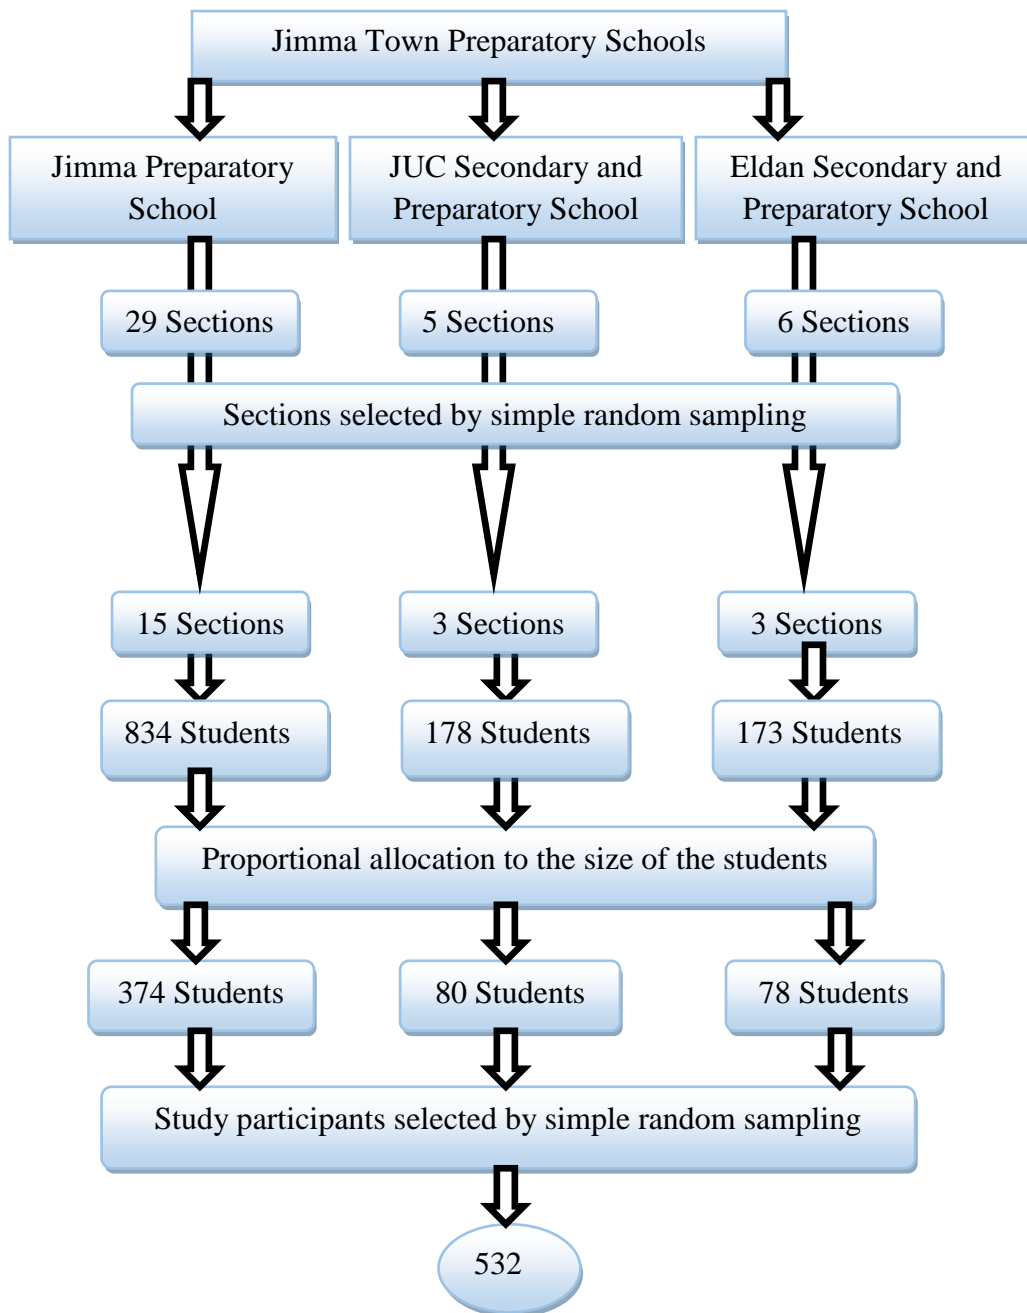 Jimma Town Preparatory Schools
Jimma Preparatory
School
JUC Secondary and
Preparatory School
Eldan Secondary and
Preparatory School
29 Sections
5 Sections
6 Sections
Sections selected by simple random sampling
15 Sections
3 Sections
3 Sections
834 Students
178 Students
173 Students
Proportional allocation to the size of the students
374 Students
80 Students
78 Students
Study participants selected by simple random sampling
532